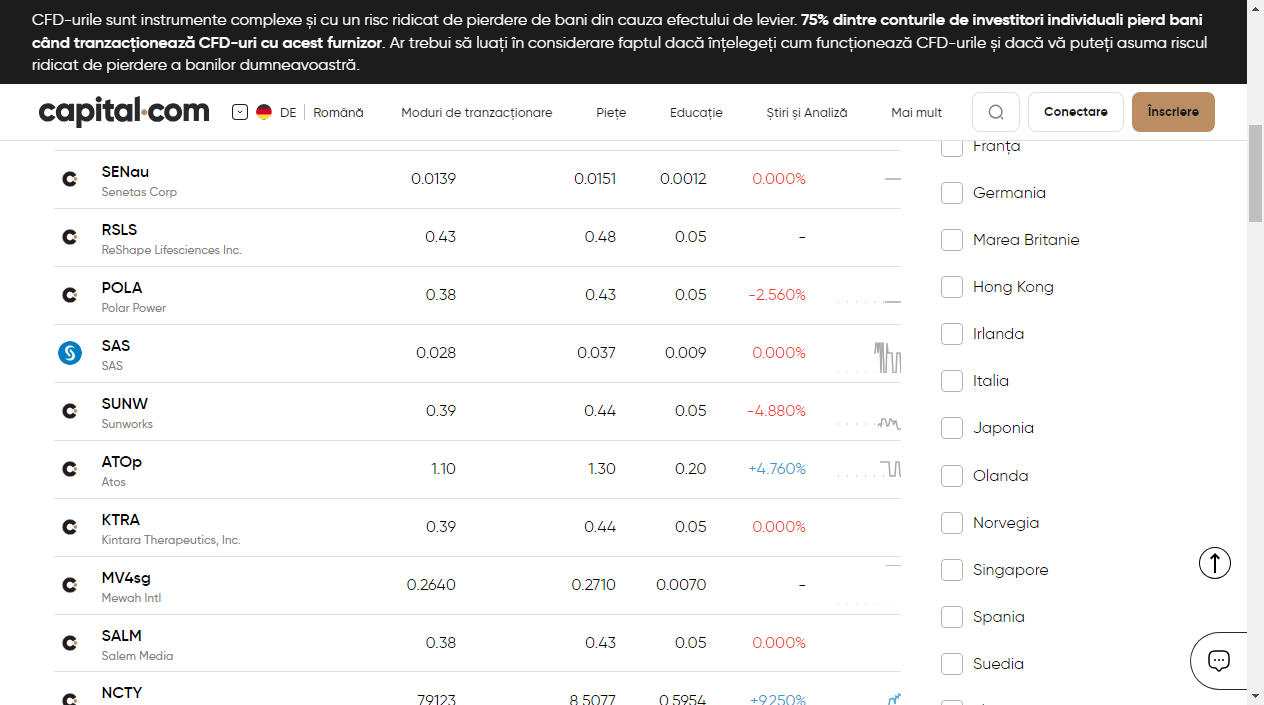 CFD-urile sunt instrumente complexe și cu un risc ridicat de pierdere de bani din cauza efectului de levier. 75% dintre conturile de investitori individuali pierd bani
când tranzacționează CFD-uri cu acest furnizor. Ar trebui să luați în considerare faptul dacă înțelegeți cum funcționează CFD-urile și dacă vă puteți asuma riscul
ridicat de pierdere a banilor dumneavoastră.
capital.com DE Română Moduri de tranzacționare Piețe Educație Știri și Analiză Mai mult Conectare Înscriere
SENau 0.0139 0.0151 0.0012 0.000%
Senetas Corp
RSLS 0.43 0.48 0.05 -
ReShape Lifesciences Inc.
POLA 0.38 0.43 0.05 -2.560%
Polar Power
SAS 0.028 0.037 0.009 0.000%
SAS
SUNW 0.39 0.44 0.05 -4.880%
Sunworks
ATOp 1.10 1.30 0.20 +4.760%
Atos
KTRA 0.39 0.44 0.05 0.000%
Kintara Therapeutics, Inc.
MV4sg 0.2640 0.2710 0.0070 -
Mewah Intl
SALM 0.38 0.43 0.05 0.000%
Salem Media
NCTY 7.9123 8.5077 0.5954 +9.250%
Franța
Germania
Marea Britanie
Hong Kong
Irlanda
Italia
Japonia
Olanda
Norvegia
Singapore
Spania
Suedia